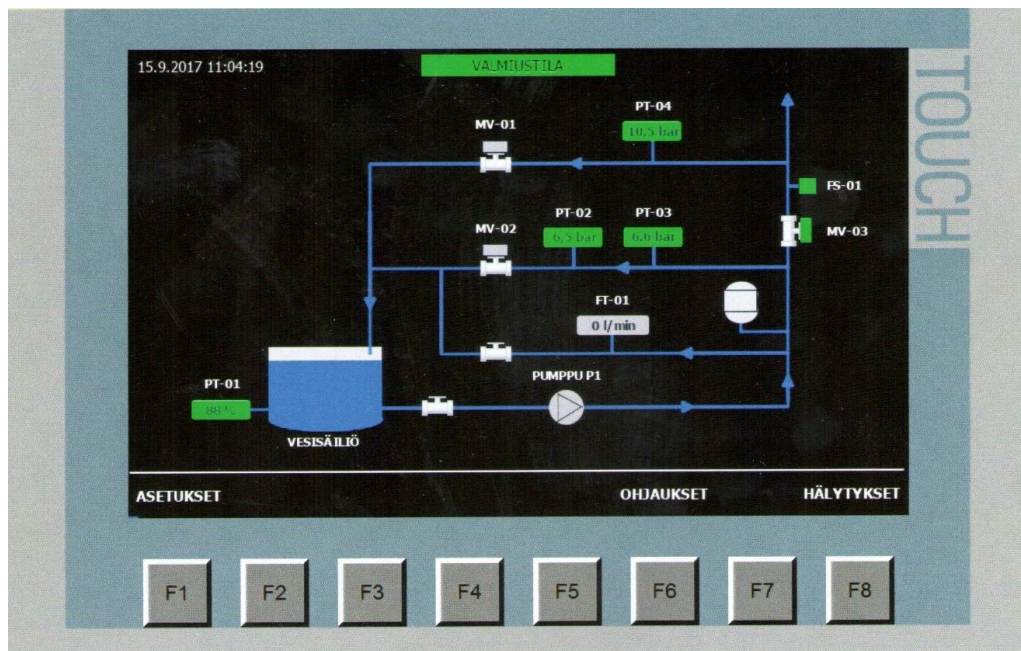 15.9.2017 11:04:19
VALMIUSTILA
TOUCH
PT-04
10,5 bar
MV-01
FS-01
PT-02
PT-03
MV-02
6,5 bar
6,6 bar
MV-03
FT-01
0 l/min
PUMPPU P1
PT-01
88%
VESISÄILIÖ
ASETUKSET
OHJAUKSET
HÄLYTYKSET
F1
F2
F3
F4
F5
F6
F7
F8